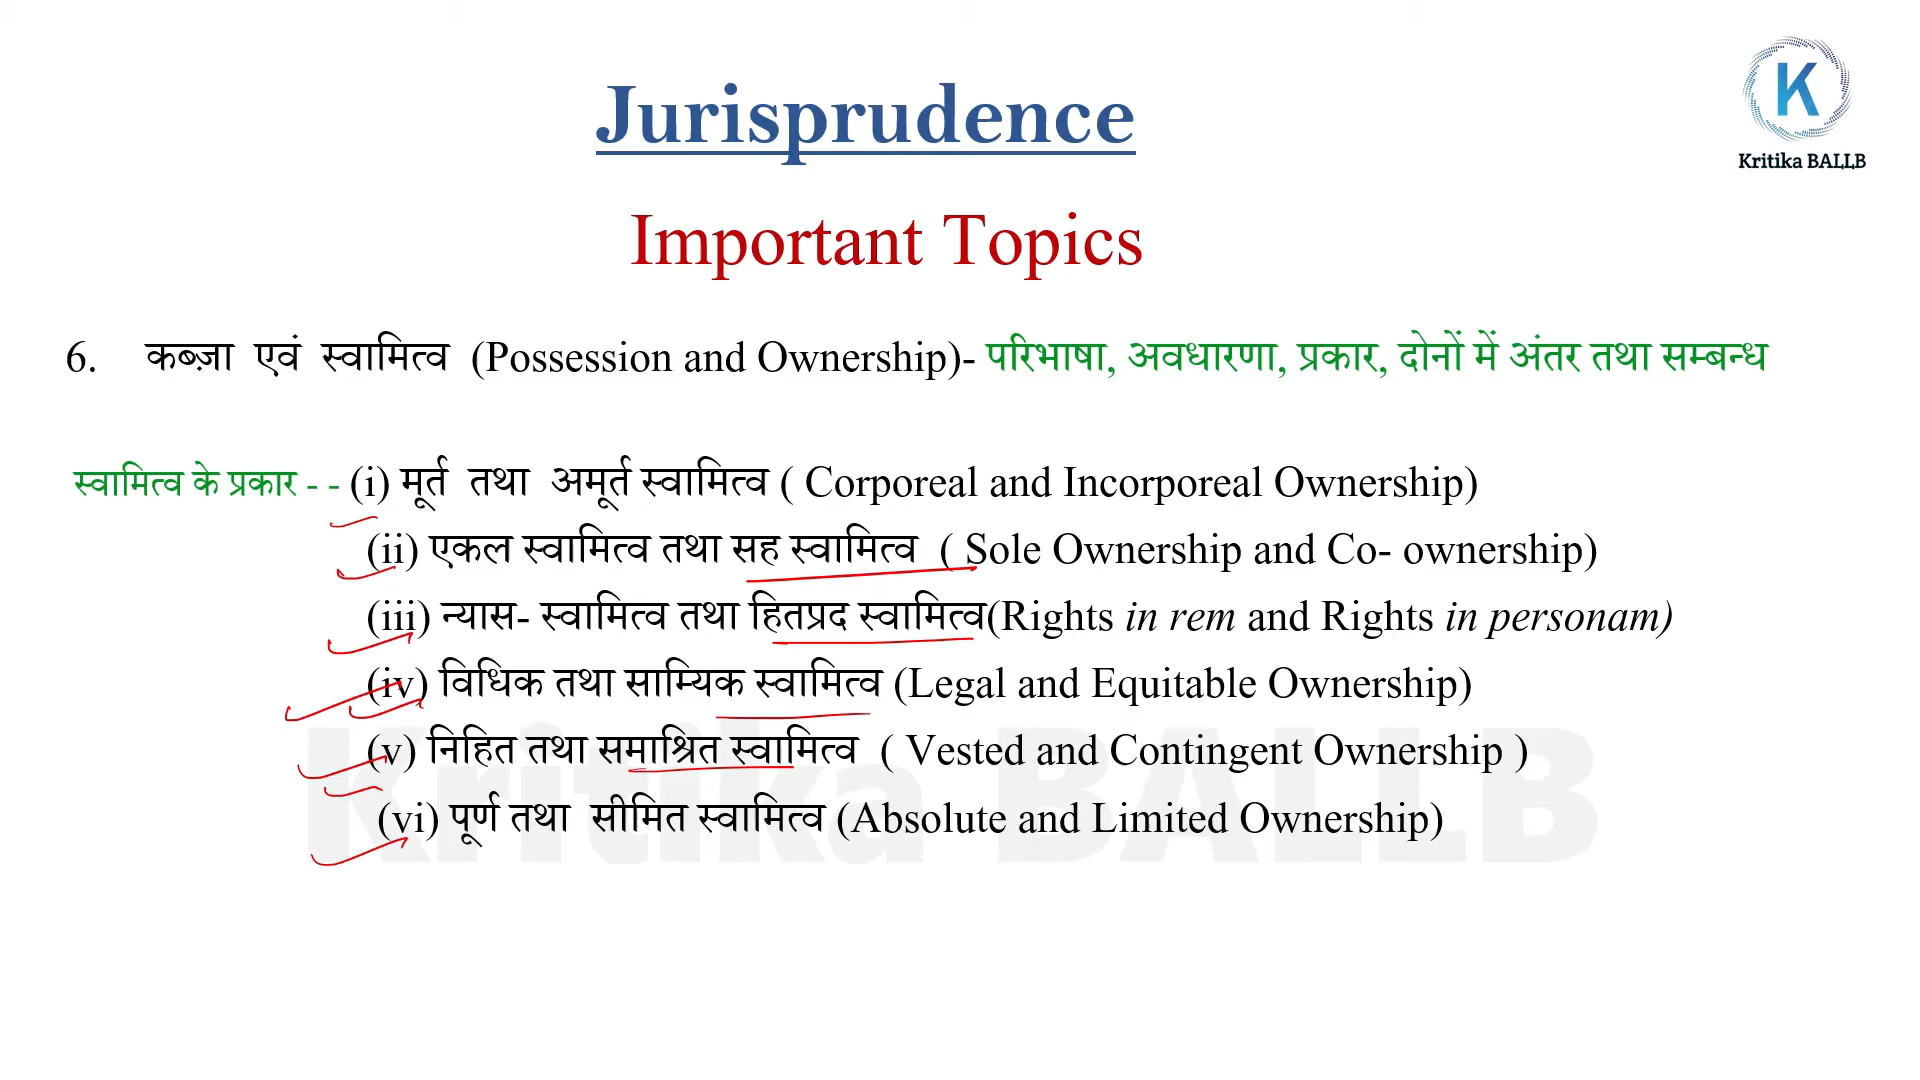 Jurisprudence
K
Kritika BALLB
Important Topics
6. कब्ज़ा एवं स्वामित्व (Possession and Ownership)- परिभाषा, अवधारणा, प्रकार, दोनों में अंतर तथा सम्बन्ध
स्वामित्व के प्रकार - - (i) मूर्त तथा अमूर्त स्वामित्व ( Corporeal and Incorporeal Ownership)
(ii) एकल स्वामित्व तथा सह स्वामित्व ( Sole Ownership and Co- ownership)
(iii) न्यास- स्वामित्व तथा हितप्रद स्वामित्व(Rights in rem and Rights in personam)
(iv) विधिक तथा साम्यिक स्वामित्व (Legal and Equitable Ownership)
(v) निहित तथा समाश्रित स्वामित्व ( Vested and Contingent Ownership )
(vi) पूर्ण तथा सीमित स्वामित्व (Absolute and Limited Ownership)
Kritika BALLB